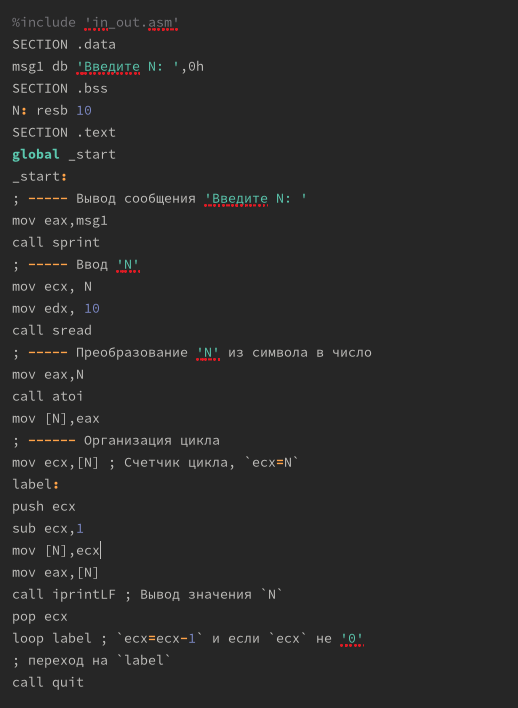 %include 'in_out.asm'
SECTION .data
msg1 db 'Введите N: ',0h
SECTION .bss
N: resb 10
SECTION .text
global _start
_start:
; ----- Вывод сообщения 'Введите N: '
mov eax,msg1
call sprint
; ----- Ввод 'N'
mov ecx, N
mov edx, 10
call sread
; ----- Преобразование 'N' из символа в число
mov eax,N
call atoi
mov [N],eax
; ------ Организация цикла
mov ecx,[N] ; Счетчик цикла, `ecx=N`
label:
push ecx
sub ecx,1
mov [N],ecx
mov eax,[N]
call iprintLF ; Вывод значения `N`
pop ecx
loop label ; `ecx=ecx-1` и если `ecx` не '0'
; переход на `label`
call quit